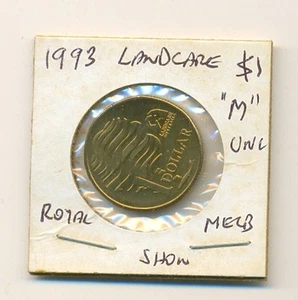 1993 LANDCARE $1
"M"
UNC
1 DOLLAR
ROYAL MELB
SHOW